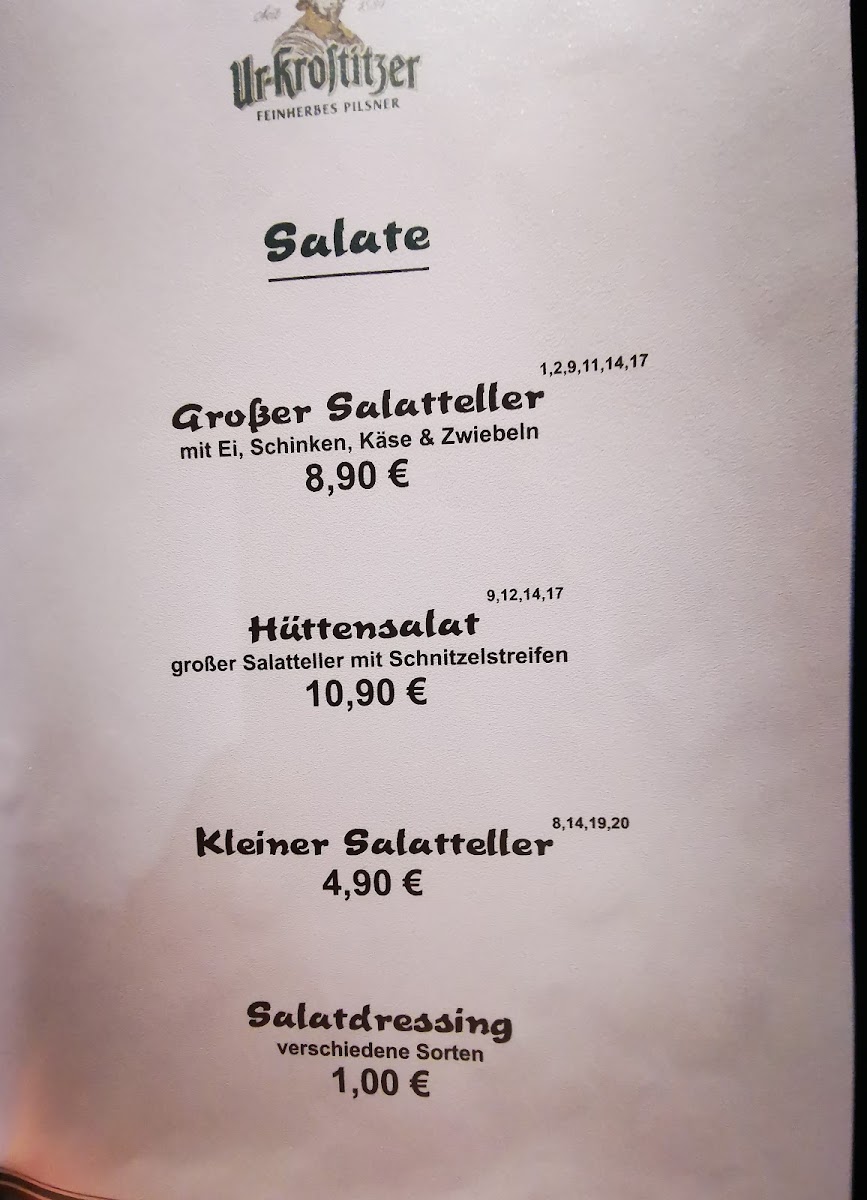 Ur-Krostitzer
FEINHERBES PILSNER
Salate
1,2,9,11,14,17
Großer Salatteller
mit Ei, Schinken, Käse & Zwiebeln
8,90 €
9,12,14,17
Hüttensalat
großer Salatteller mit Schnitzelstreifen
10,90 €
8,14,19,20
Kleiner Salatteller
4,90 €
Salatdressing
verschiedene Sorten
1,00 €